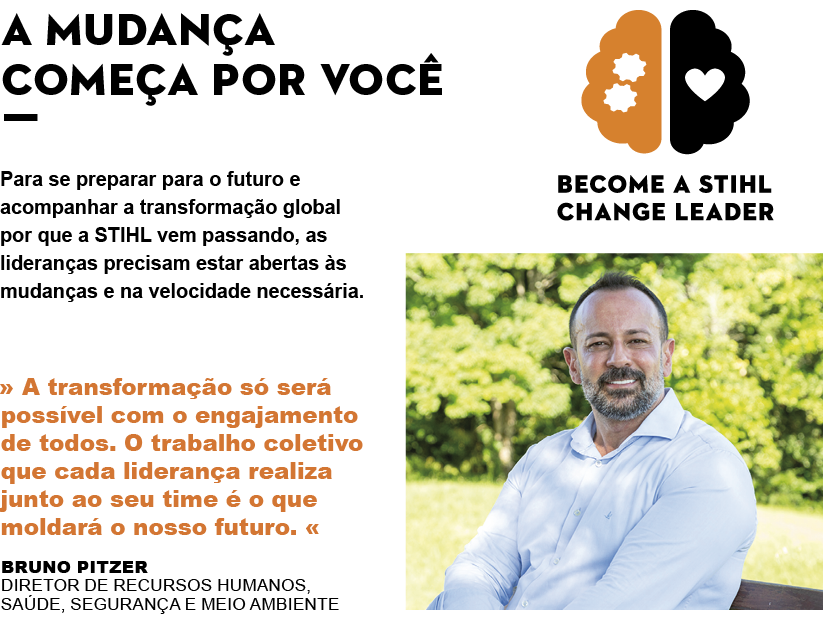 A MUDANÇA
COMEÇA POR VOCÊ
Para se preparar para o futuro e
acompanhar a transformação global
por que a STIHL vem passando, as
lideranças precisam estar abertas às
mudanças e na velocidade necessária.
» A transformação só será
possível com o engajamento
de todos. O trabalho coletivo
que cada liderança realiza
junto ao seu time é o que
moldará o nosso futuro. «
BRUNO PITZER
DIRETOR DE RECURSOS HUMANOS,
SAÚDE, SEGURANÇA E MEIO AMBIENTE
BECOME A STIHL
CHANGE LEADER